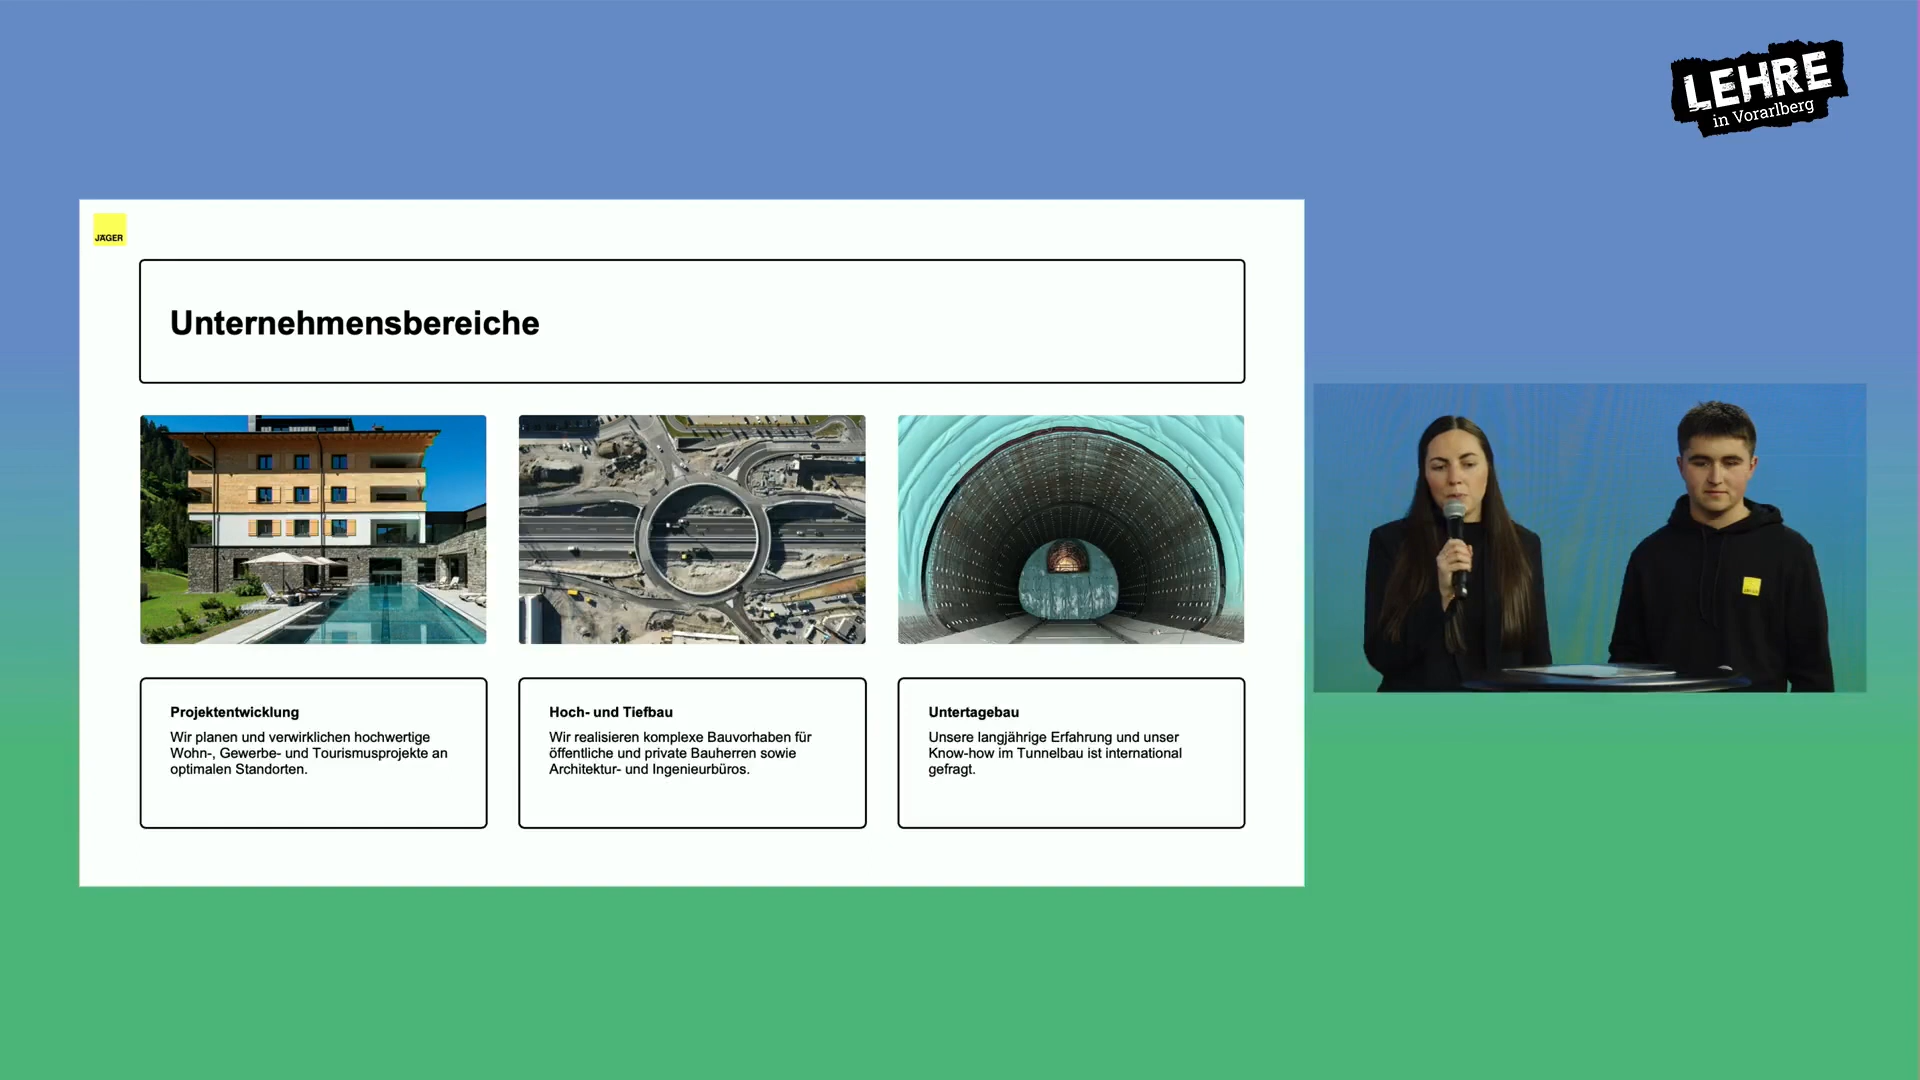 LEHRE
in Vorarlberg
JÄGER
Unternehmensbereiche
Projektentwicklung
Wir planen und verwirklichen hochwertige
Wohn-, Gewerbe- und Tourismusprojekte an
optimalen Standorten.
Hoch- und Tiefbau
Wir realisieren komplexe Bauvorhaben für
öffentliche und private Bauherren sowie
Architektur- und Ingenieurbüros.
Untertagebau
Unsere langjährige Erfahrung und unser
Know-how im Tunnelbau ist international
gefragt.